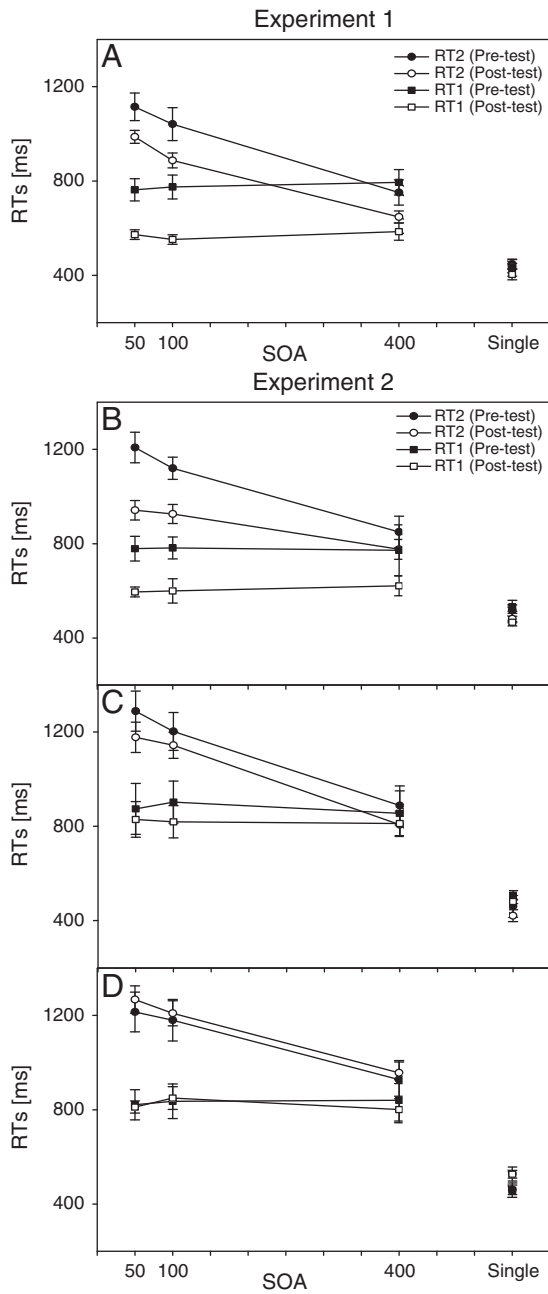 Experiment 1
A
RT2 (Pre-test)
RT2 (Post-test)
RT1 (Pre-test)
RT1 (Post-test)
1200
800
400
RTs [ms]
50 100 400 Single
SOA
Experiment 2
B
RT2 (Pre-test)
RT2 (Post-test)
RT1 (Pre-test)
RT1 (Post-test)
1200
800
400
RTs [ms]
C
1200
800
400
RTs [ms]
D
1200
800
400
RTs [ms]
50 100 400 Single
SOA